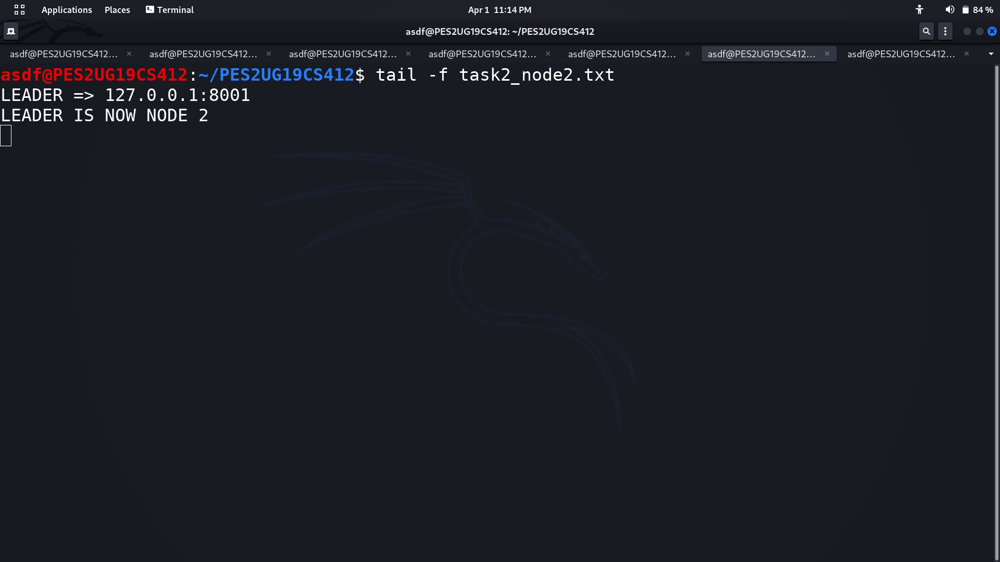 Applications Places Terminal Apr 1 11:14 PM 84 %
asdf@PES2UG19CS412: ~/PES2UG19CS412
asdf@PES2UG19CS412... × asdf@PES2UG19CS412... × asdf@PES2UG19CS412... × asdf@PES2UG19CS412... × asdf@PES2UG19CS412... × asdf@PES2UG19CS412... × asdf@PES2UG19CS412... ×
asdf@PES2UG19CS412:~/PES2UG19CS412$ tail -f task2_node2.txt
LEADER => 127.0.0.1:8001
LEADER IS NOW NODE 2